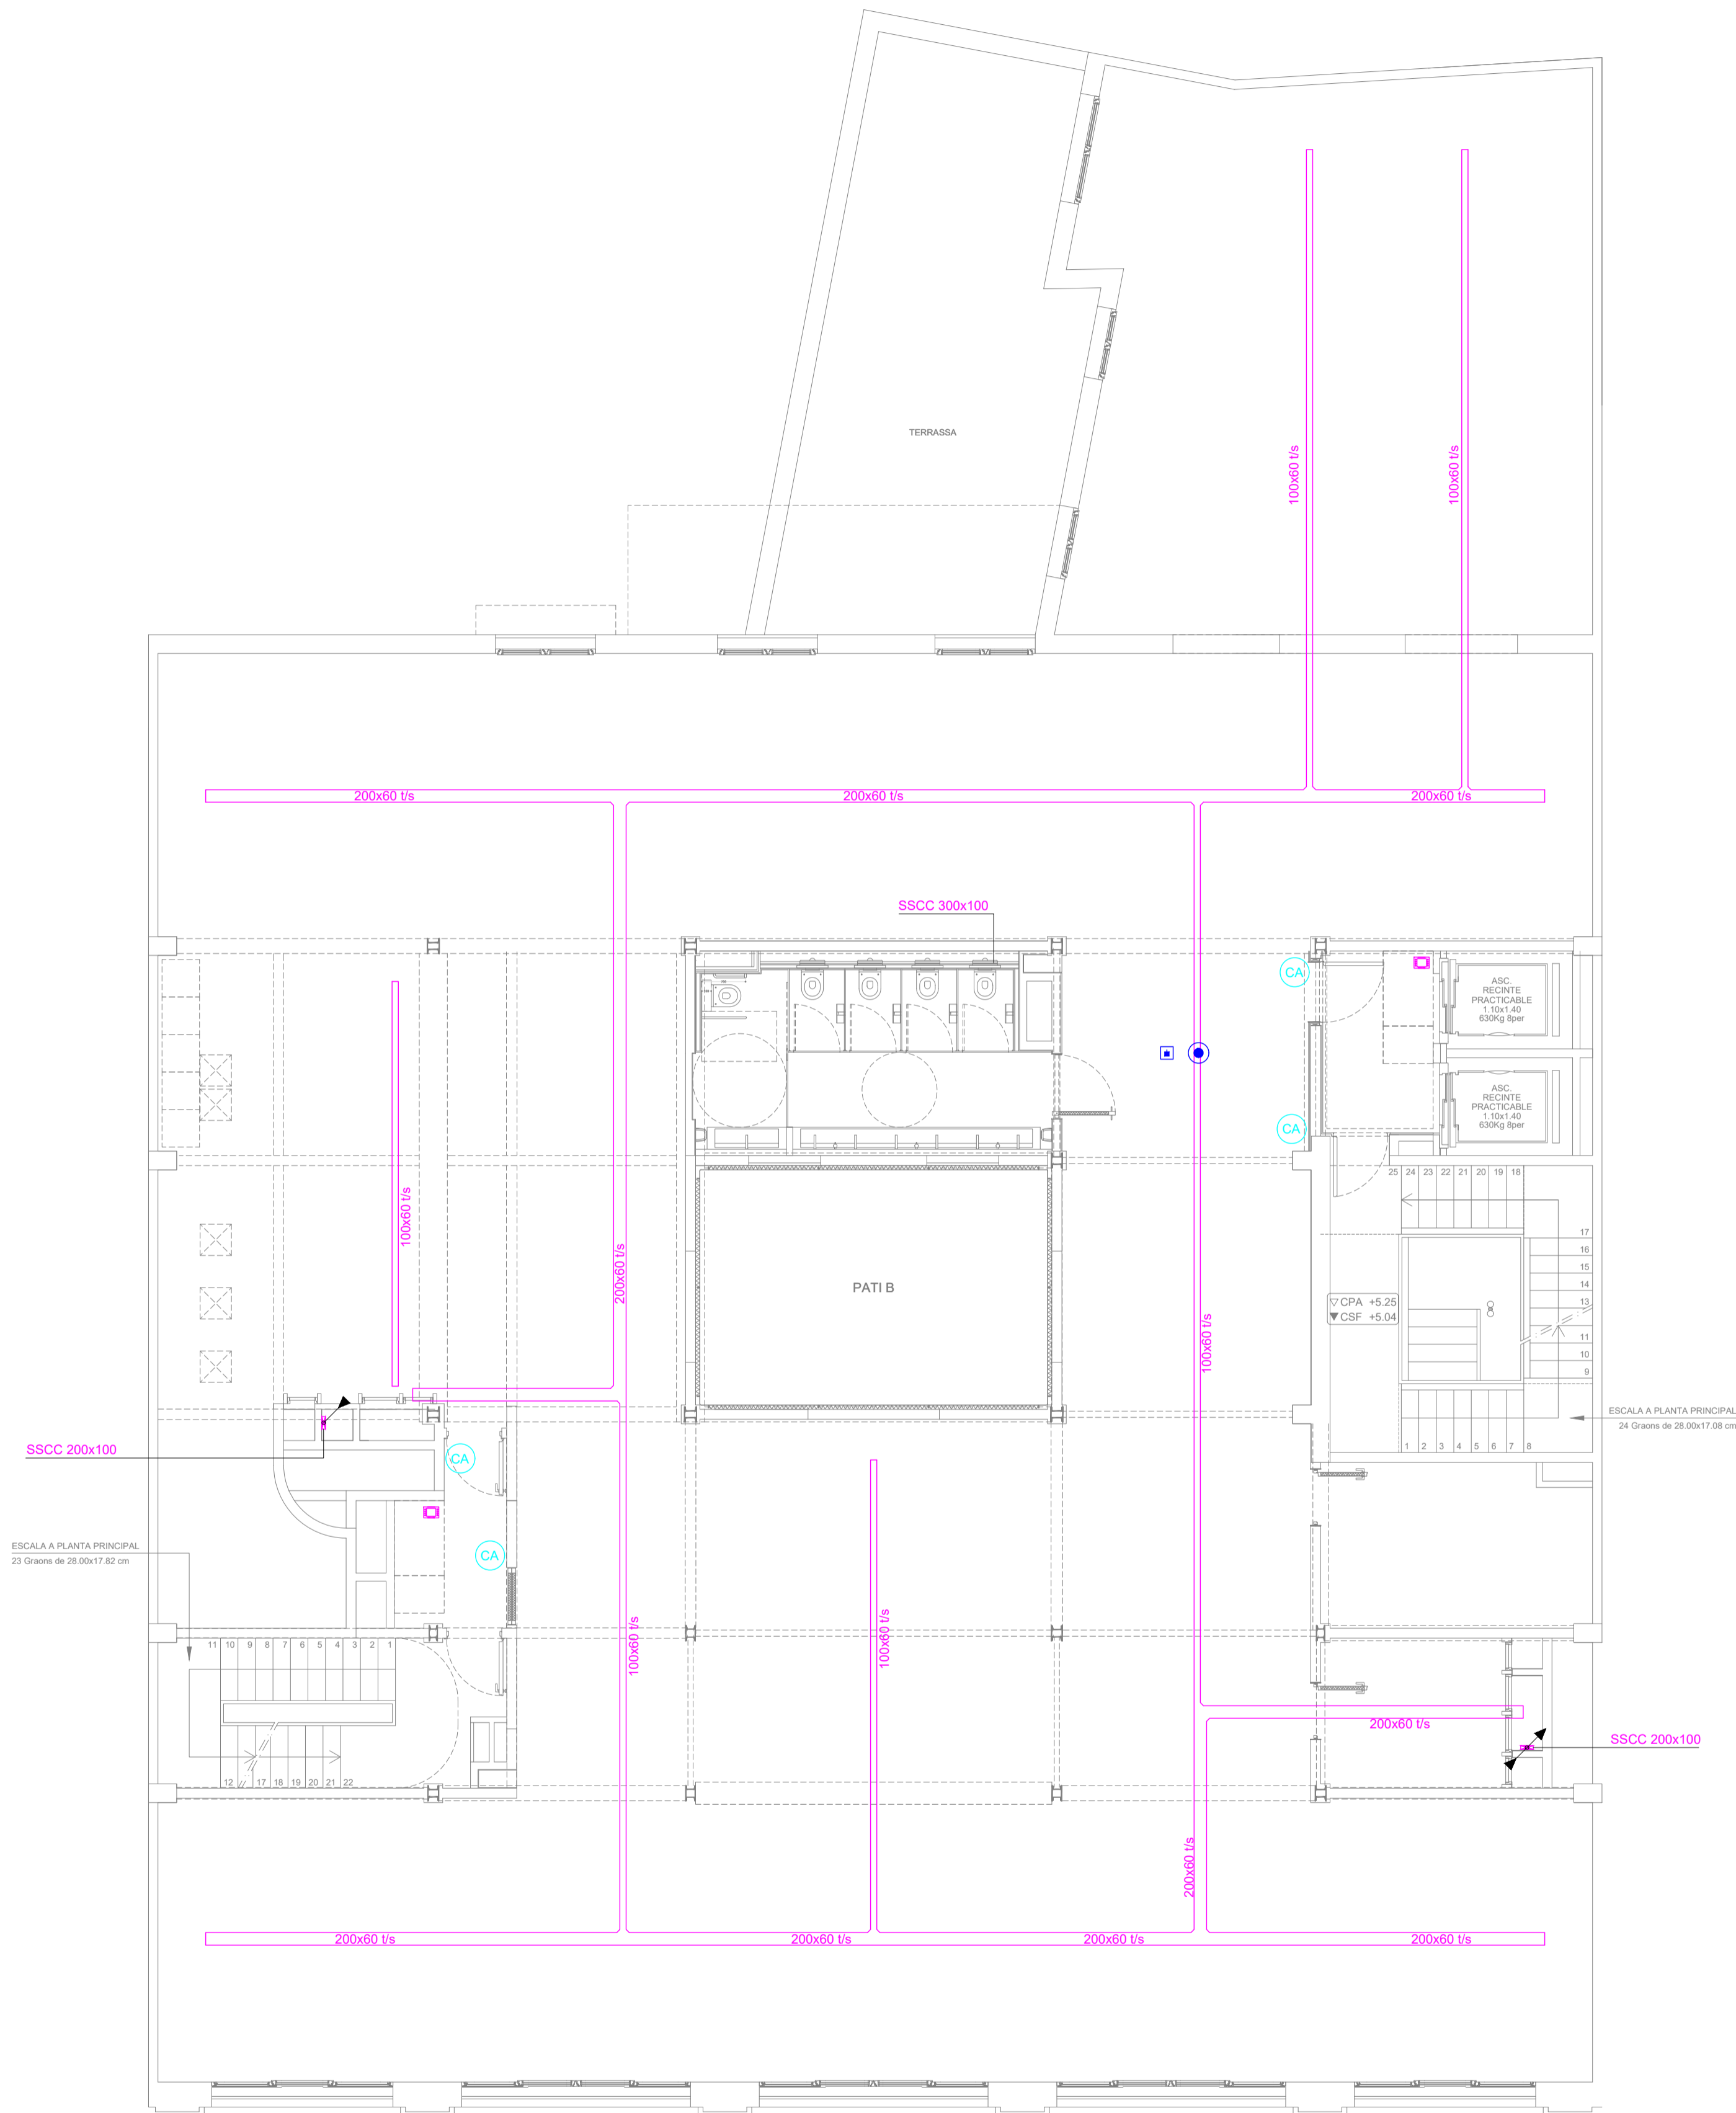 TERRASSA
100x60 t/s
100x60 t/s
200x60 t/s
200x60 t/s
200x60 t/s
SSCC 300x100
CA
ASC.
RECINTE
PRACTICABLE
1.10x1.40
630Kg 8per
CA
ASC.
RECINTE
PRACTICABLE
1.10x1.40
630Kg 8per
25 24 23 22 21 20 19 18
100x60 t/s
200x60 t/s
PATI B
100x60 t/s
CPA +5.25
CSF +5.04
17
16
15
14
13
11
10
9
ESCALA A PLANTA PRINCIPAL
24 Graons de 28.00x17.08 cm
1 2 3 4 5 6 7 8
SSCC 200x100
CA
CA
ESCALA A PLANTA PRINCIPAL
23 Graons de 28.00x17.82 cm
11 10 9 8 7 6 5 4 3 2 1
100x60 t/s
100x60 t/s
200x60 t/s
SSCC 200x100
12 17 18 19 20 21 22
200x60 t/s
200x60 t/s
200x60 t/s
200x60 t/s
200x60 t/s